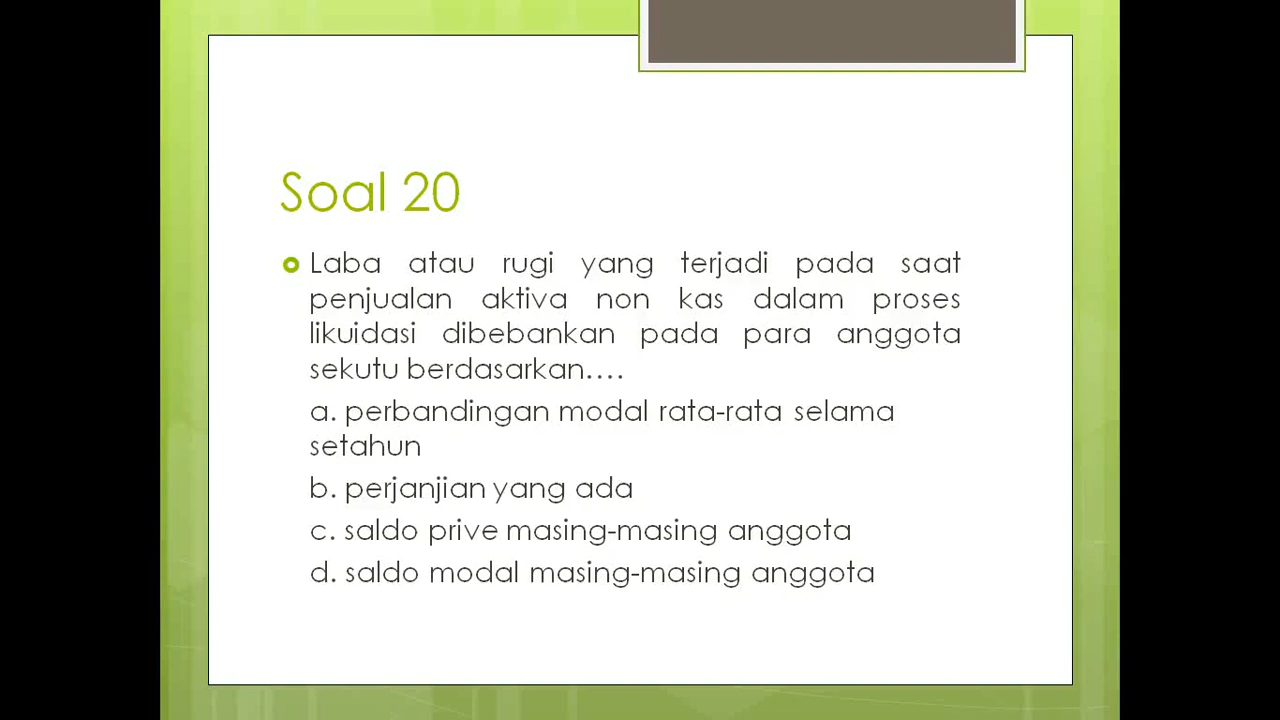 Soal 20
Laba atau rugi yang terjadi pada saat
penjualan aktiva non kas dalam proses
likuidasi dibebankan pada para anggota
sekutu berdasarkan....
a. perbandingan modal rata-rata selama
setahun
b. perjanjian yang ada
c. saldo prive masing-masing anggota
d. saldo modal masing-masing anggota